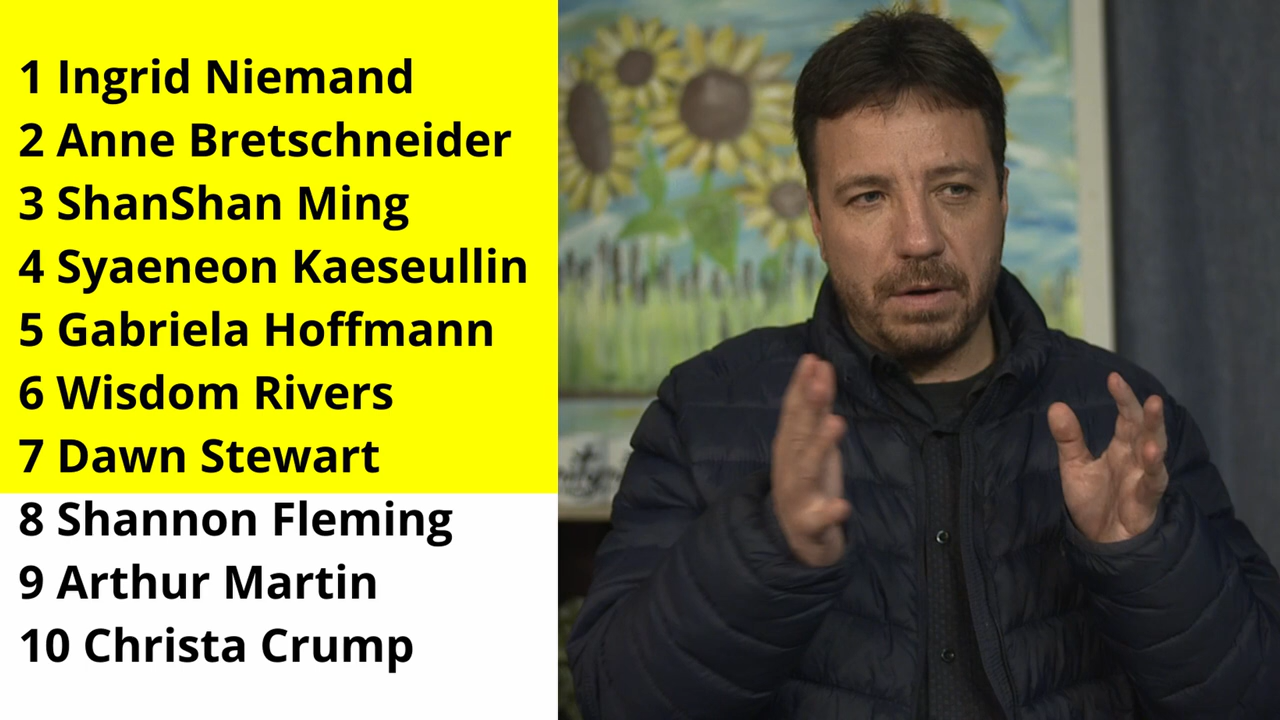 1 Ingrid Niemand
2 Anne Bretschneider
3 ShanShan Ming
4 Syaeneon Kaeseullin
5 Gabriela Hoffmann
6 Wisdom Rivers
7 Dawn Stewart
8 Shannon Fleming
9 Arthur Martin
10 Christa Crump